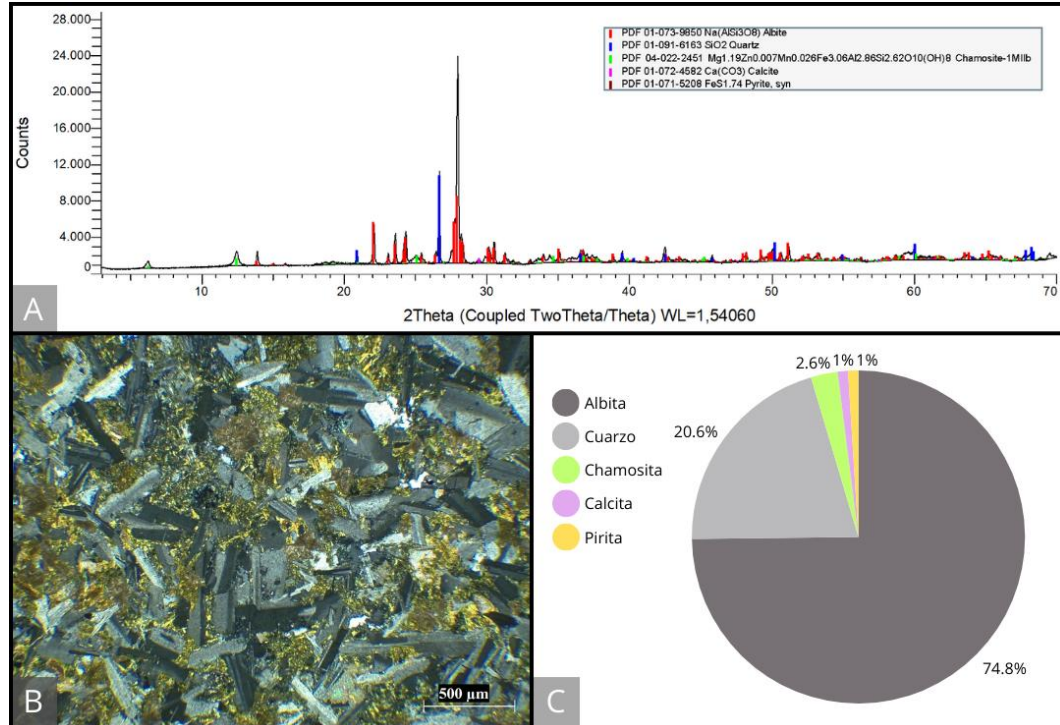 28.000
24.000
20.000
16.000
12.000
8.000
4.000
0
Counts
PDF 01-073-9850 Na(AlSi3O8) Albite
PDF 01-091-6163 SiO2 Quartz
PDF 04-022-2451 Mg1.19Zn0.007Mn0.026Fe3.06Al2.86Si2.62O10(OH)8 Chamosite-1MIIb
PDF 01-072-4582 Ca(CO3) Calcite
PDF 01-071-5208 FeS1.74 Pyrite, syn
10 20 30 40 50 60 70
2Theta (Coupled TwoTheta/Theta) WL=1,54060
A
500 µm
B
Albita
Cuarzo
Chamosita
Calcita
Pirita
2.6% 1% 1%
20.6%
74.8%
C